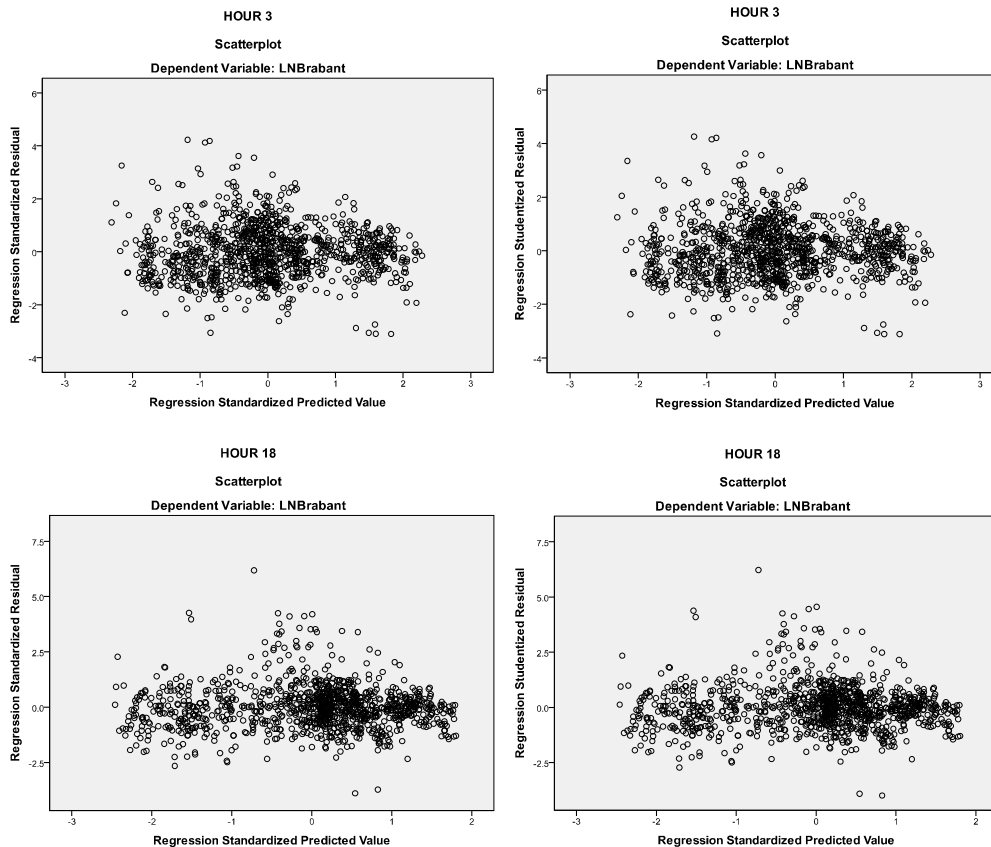 HOUR 3
Scatterplot
Dependent Variable: LNBrabant
Regression Standardized Residual
6
4
2
0
-2
-4
-3
-2
-1
0
1
2
3
Regression Standardized Predicted Value
HOUR 3
Scatterplot
Dependent Variable: LNBrabant
Regression Studentized Residual
6
4
2
0
-2
-4
-3
-2
-1
0
1
2
3
Regression Standardized Predicted Value
HOUR 18
Scatterplot
Dependent Variable: LNBrabant
Regression Standardized Residual
7.5
5.0
2.5
0.0
-2.5
-3
-2
-1
0
1
2
Regression Standardized Predicted Value
HOUR 18
Scatterplot
Dependent Variable: LNBrabant
Regression Studentized Residual
7.5
5.0
2.5
0.0
-2.5
-3
-2
-1
0
1
2
Regression Standardized Predicted Value